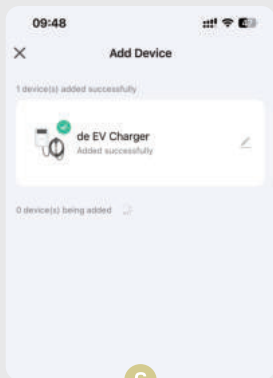 09:48
Add Device
1 device(s) added successfully
de EV Charger
Added successfully
0 device(s) being added